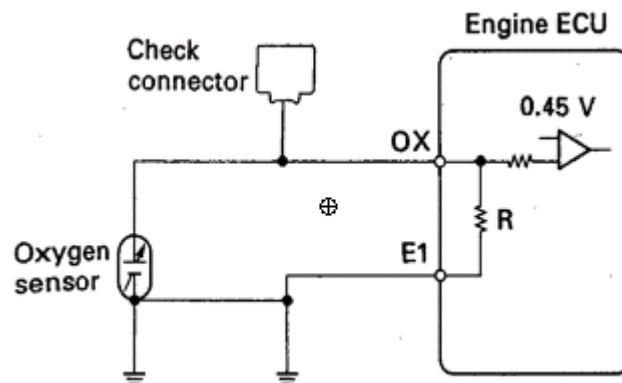 Engine ECU
Check
connector
0.45 V
OX
R
E1
Oxygen
sensor